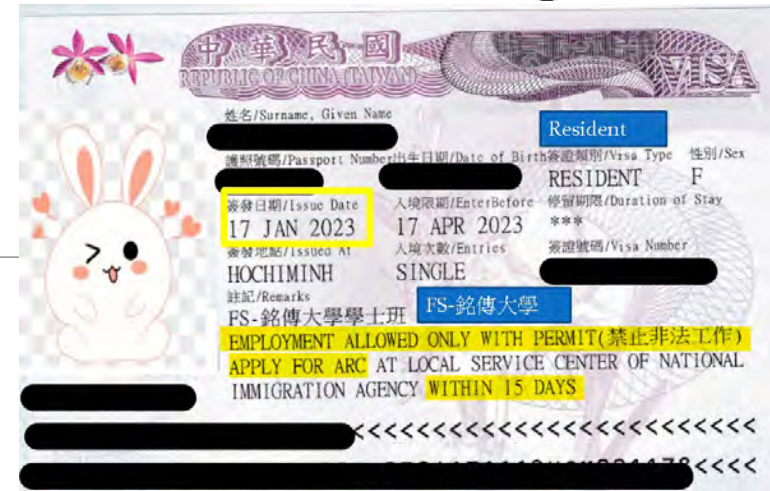 中華民國
REPUBLIC OF CHINA (TAIWAN)
VISA
姓名/Surname, Given Name
Resident
護照號碼/Passport Number 出生日期/Date of Birth 簽證類別/Visa Type 性別/Sex
RESIDENT F
簽發日期/Issue Date 入境限期/EnterBefore 停留期限/Duration of Stay
17 JAN 2023 17 APR 2023 ***
簽發地點/Issued At 入境次數/Entries 簽證號碼/Visa Number
HOCHIMINH SINGLE
註記/Remarks
FS-銘傳大學學士班 FS-銘傳大學
EMPLOYMENT ALLOWED ONLY WITH PERMIT(禁止非法工作)
APPLY FOR ARC AT LOCAL SERVICE CENTER OF NATIONAL
IMMIGRATION AGENCY WITHIN 15 DAYS
<<<<<<<<<<<<<<<<<<<<<<<<<<
<<<<